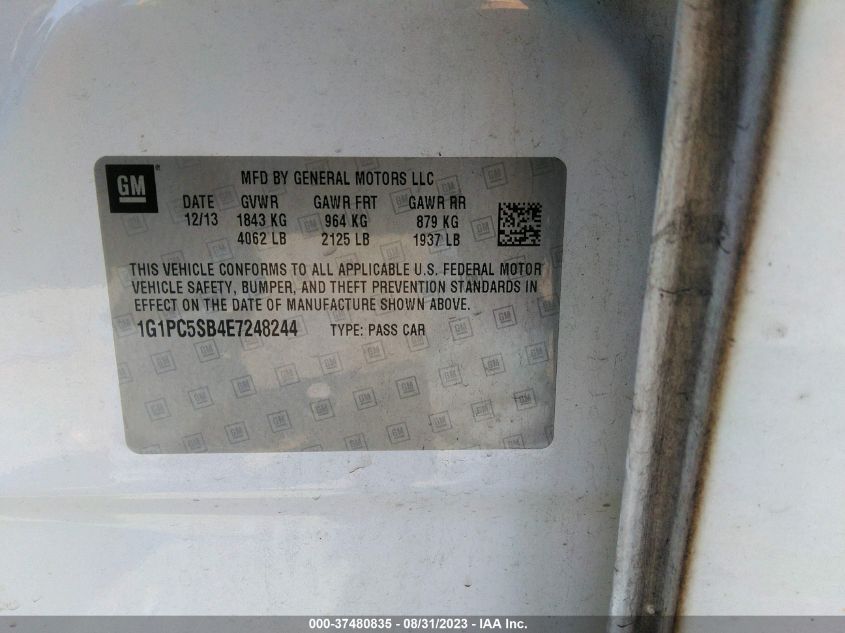 GM ® MFD BY GENERAL MOTORS LLC
DATE GVWR GAWR FRT GAWR RR
12/13 1843 KG 964 KG 879 KG
4062 LB 2125 LB 1937 LB
THIS VEHICLE CONFORMS TO ALL APPLICABLE U.S. FEDERAL MOTOR
VEHICLE SAFETY, BUMPER, AND THEFT PREVENTION STANDARDS IN
EFFECT ON THE DATE OF MANUFACTURE SHOWN ABOVE.
1G1PC5SB4E7248244 TYPE: PASS CAR
000-37480835 - 08/31/2023 - IAA Inc.